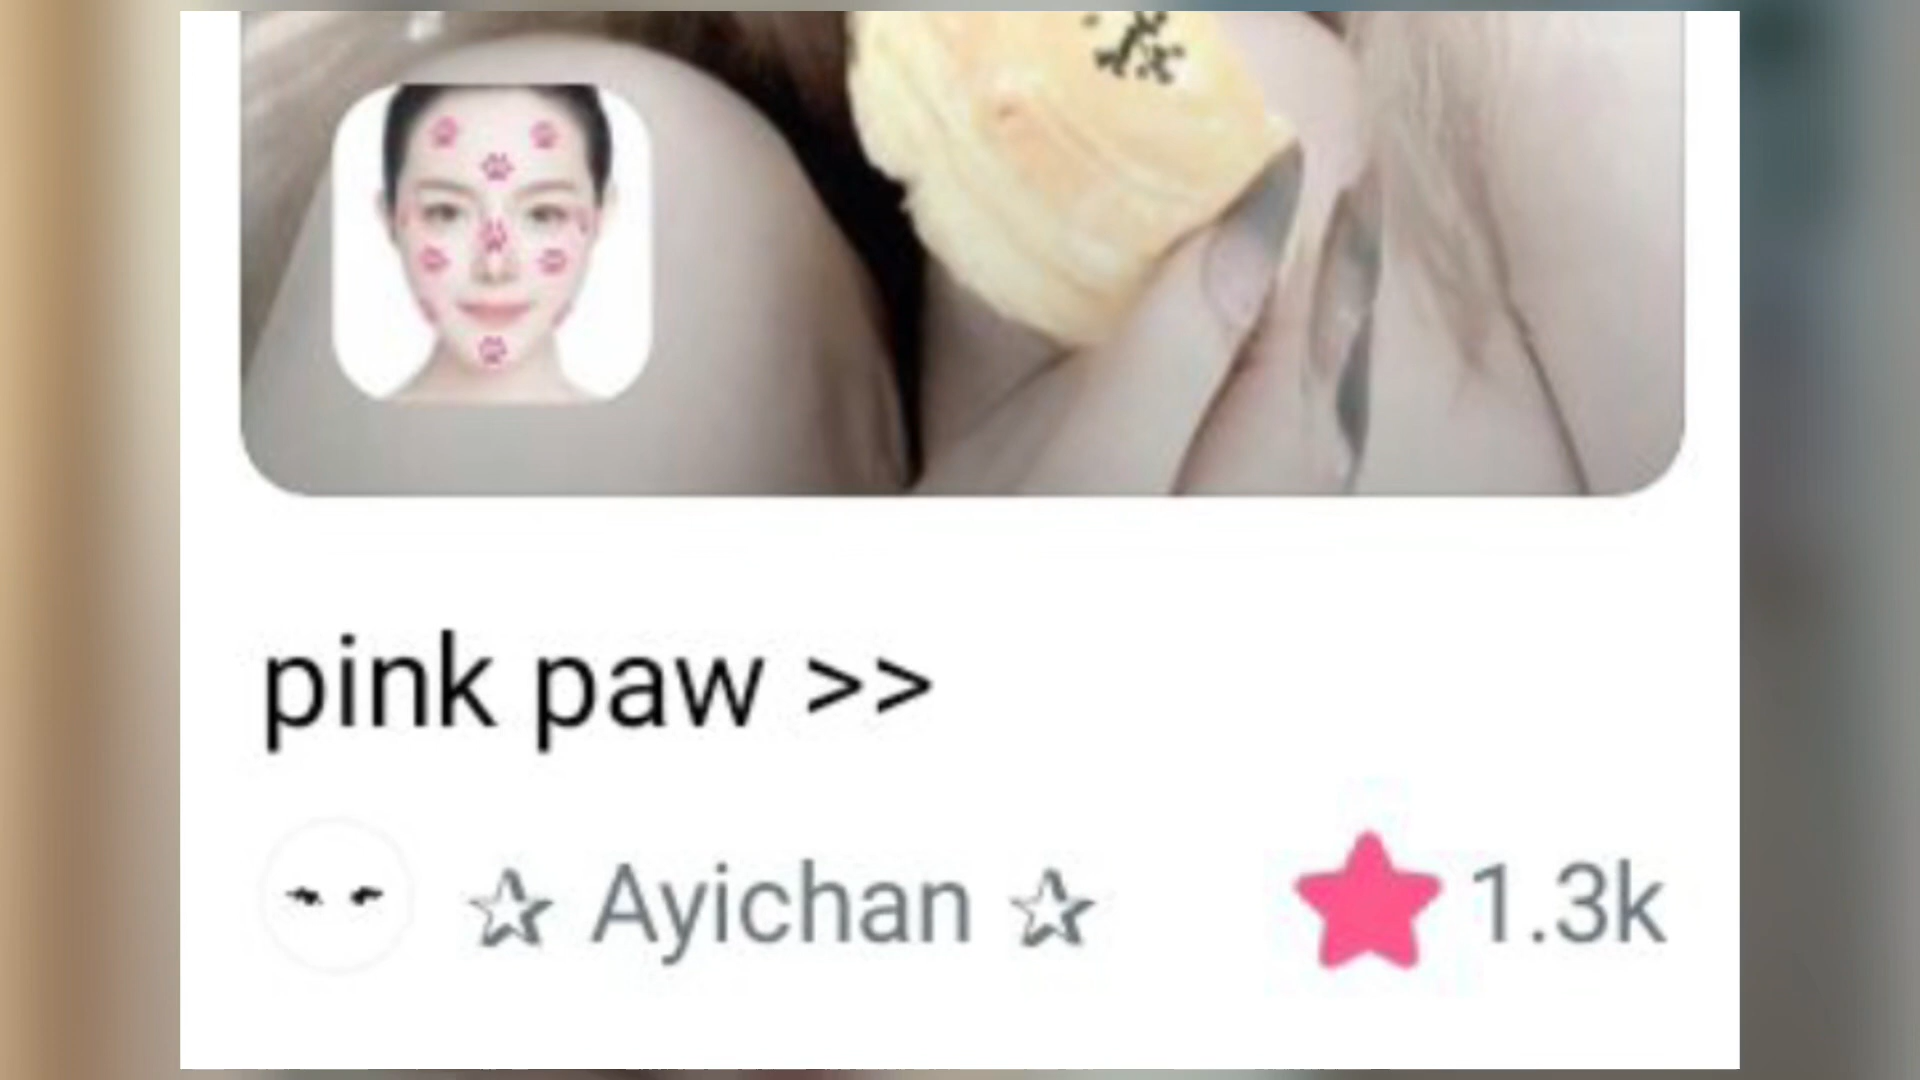 pink paw >>
☆ Ayichan ☆ 1.3k